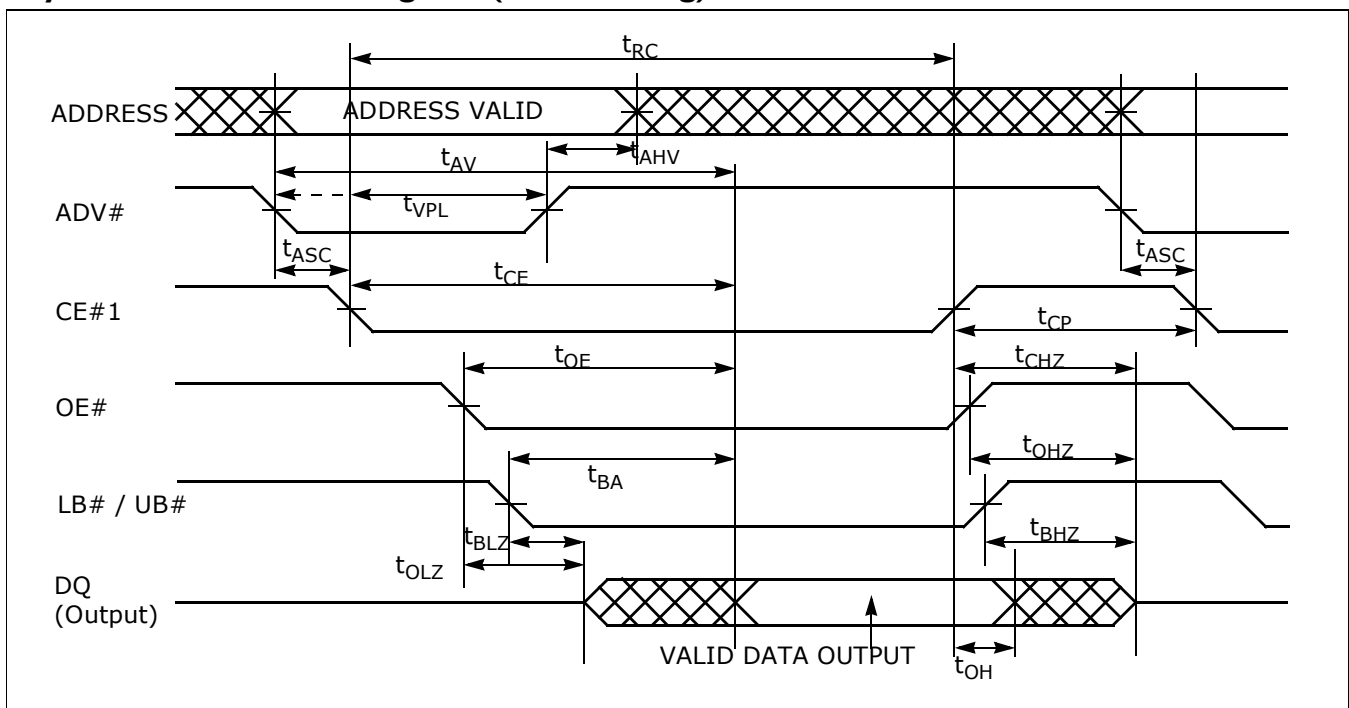 tRC
ADDRESS
ADDRESS VALID
tAV
tAHV
ADV#
tVPL
tASC
tASC
tCE
CE#1
tCP
tOE
tCHZ
OE#
tOHZ
tBA
LB# / UB#
tBLZ
tBHZ
tOLZ
DQ
(Output)
VALID DATA OUTPUT
tOH